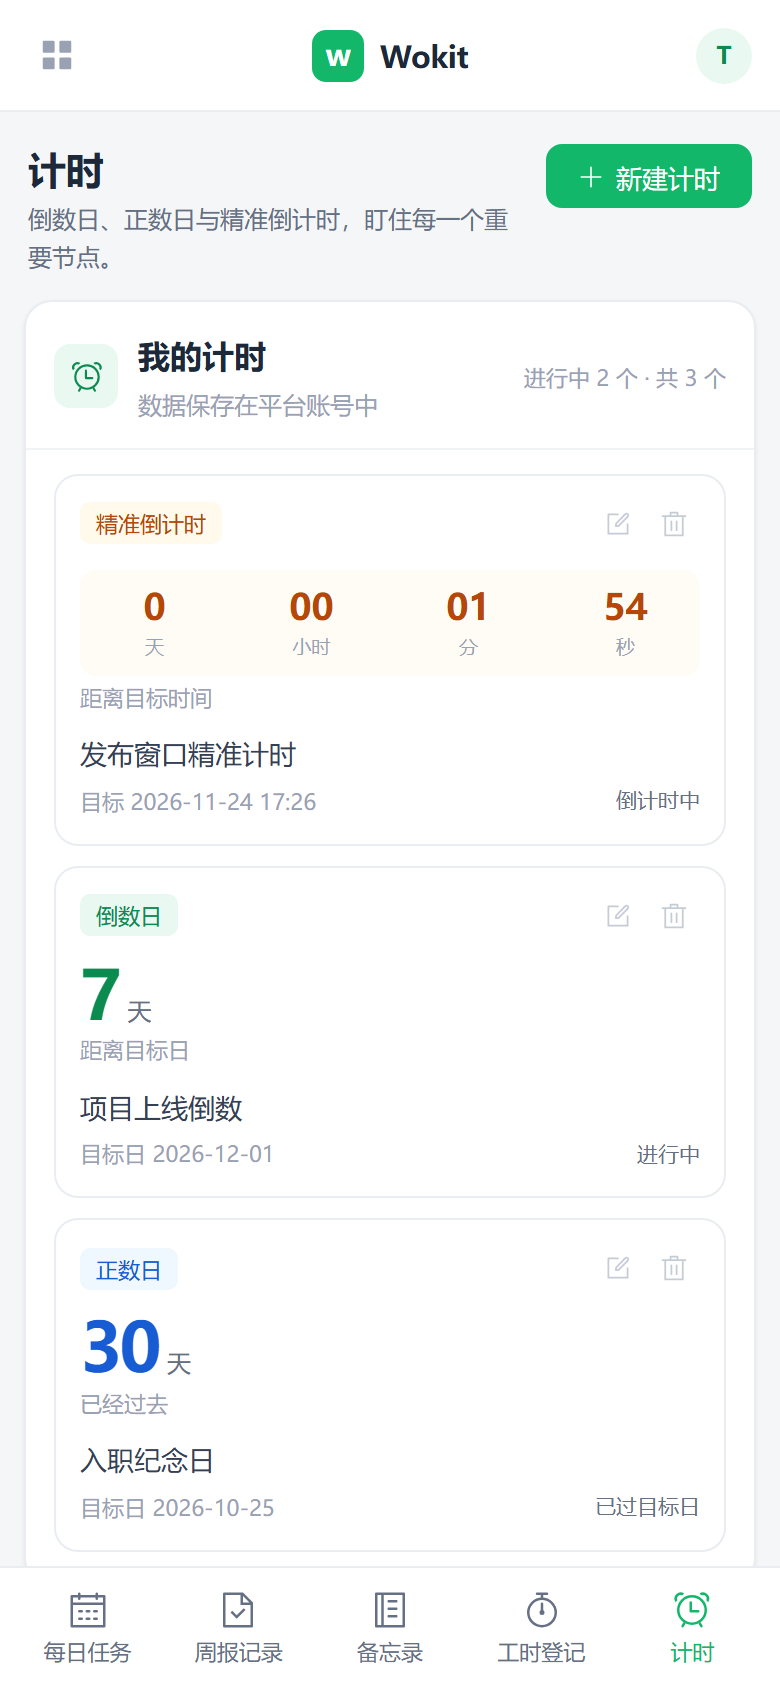 W Wokit T
计时
+ 新建计时
倒数日、正数日与精准倒计时，盯住每一个重
要节点。
我的计时
数据保存在平台账号中
进行中 2 个 · 共 3 个
精准倒计时
0 00 01 54
天 小时 分 秒
距离目标时间
发布窗口精准计时
目标 2026-11-24 17:26 倒计时中
倒数日
7 天
距离目标日
项目上线倒数
目标日 2026-12-01 进行中
正数日
30 天
已经过去
入职纪念日
目标日 2026-10-25 已过目标日
每日任务 周报记录 备忘录 工时登记 计时